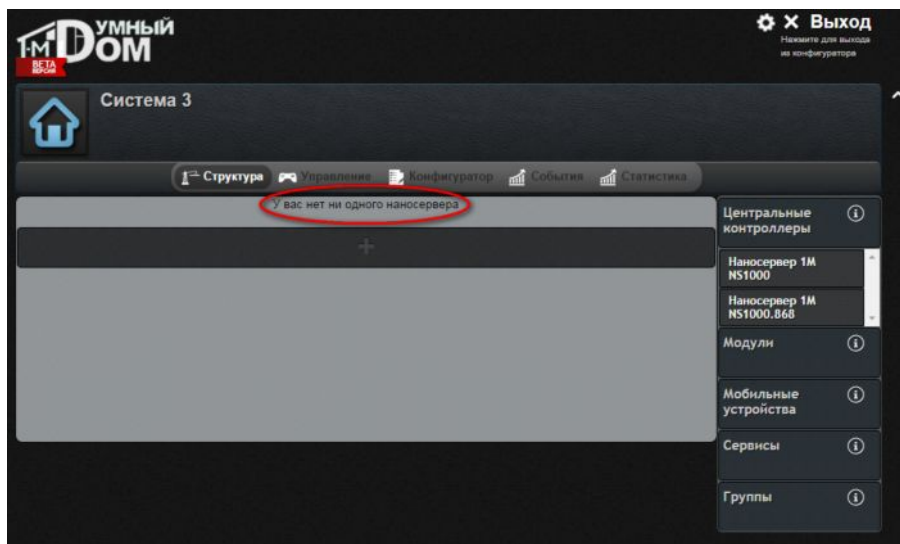 1-M УМНЫЙ
ДОМ
BETA
ВЕРСИЯ
Выход
Нажмите для выхода
из конфигуратора
Система 3
Структура Управление Конфигуратор События Статистика
У вас нет ни одного наносервера
Центральные
контроллеры
Наносервер 1М
NS1000
Наносервер 1М
NS1000.868
Модули
Мобильные
устройства
Сервисы
Группы